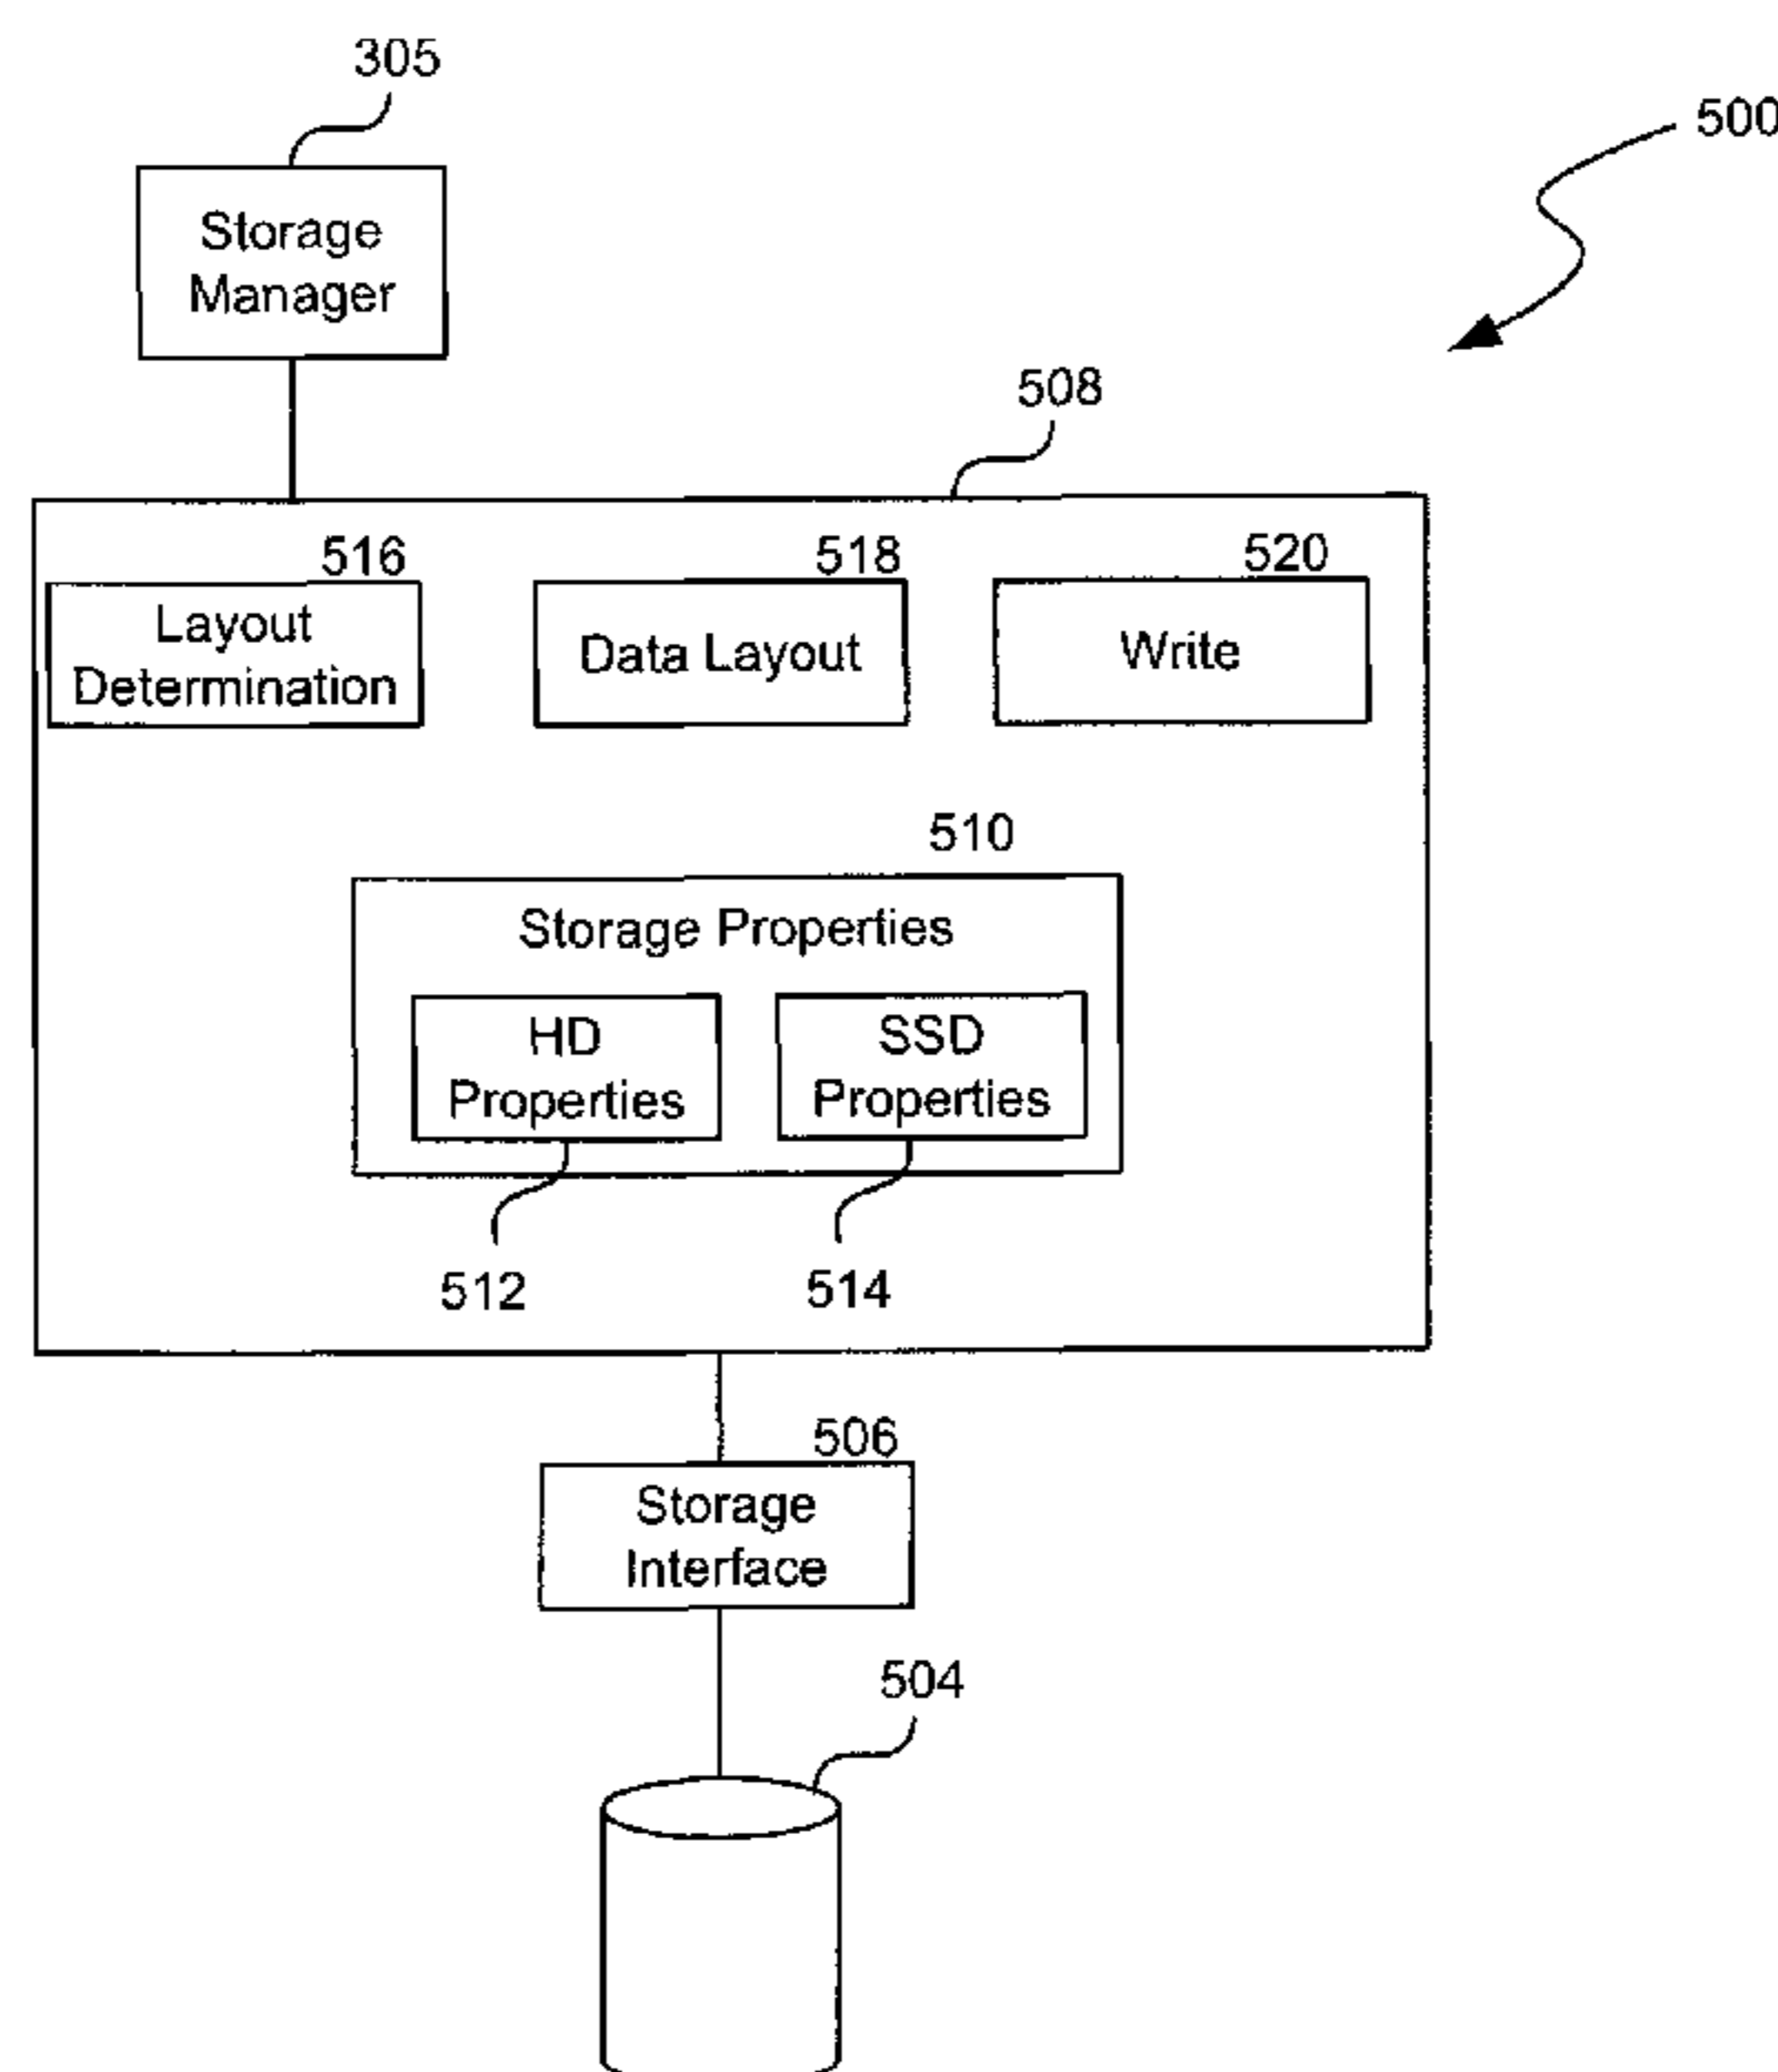 305
500
Storage
Manager
508
516
518
520
Layout
Determination
Data Layout
Write
510
Storage Properties
HD
Properties
SSD
Properties
512
514
506
Storage
Interface
504